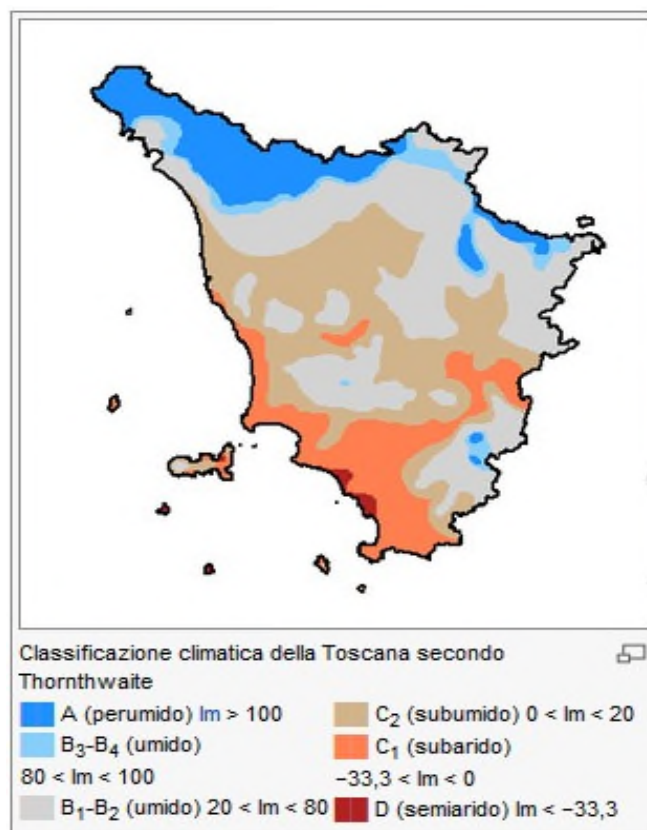 Classificazione climatica della Toscana secondo
Thornthwaite
A (perumido) Im > 100
B₃-B₄ (umido)
80 < Im < 100
B₁-B₂ (umido) 20 < Im < 80
C₂ (subumido) 0 < Im < 20
C₁ (subarido)
−33,3 < Im < 0
D (semiarido) Im < −33,3